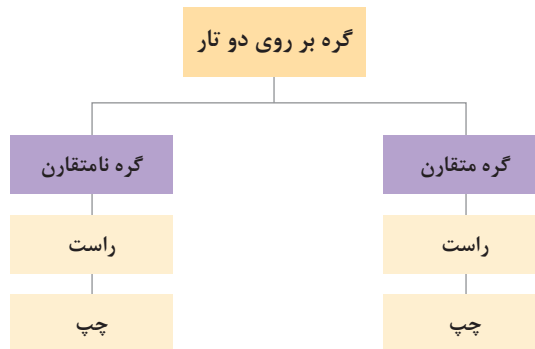 گره بر روی دو تار
گره متقارن
گره نامتقارن
راست
راست
چپ
چپ